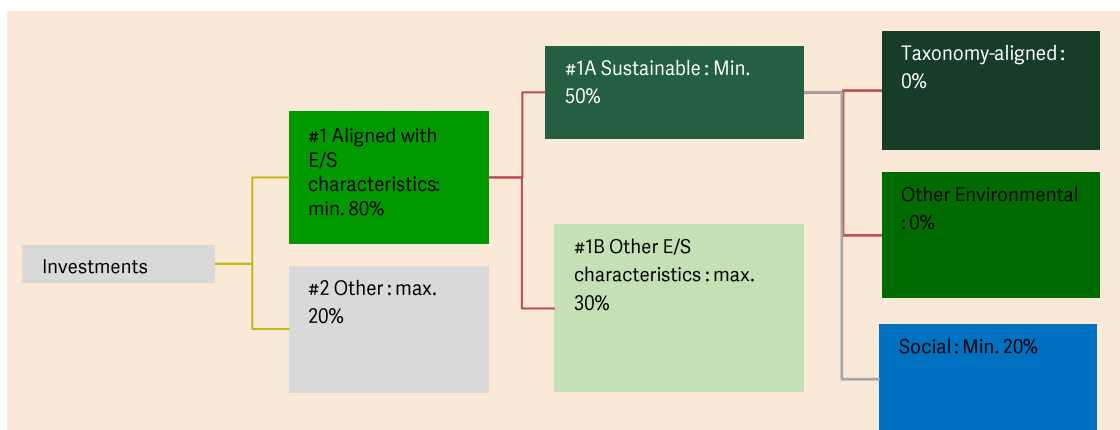 Investments
#1 Aligned with
E/S
characteristics:
min. 80%
#2 Other : max.
20%
#1A Sustainable : Min.
50%
#1B Other E/S
characteristics : max.
30%
Taxonomy-aligned :
0%
Other Environmental
: 0%
Social : Min. 20%